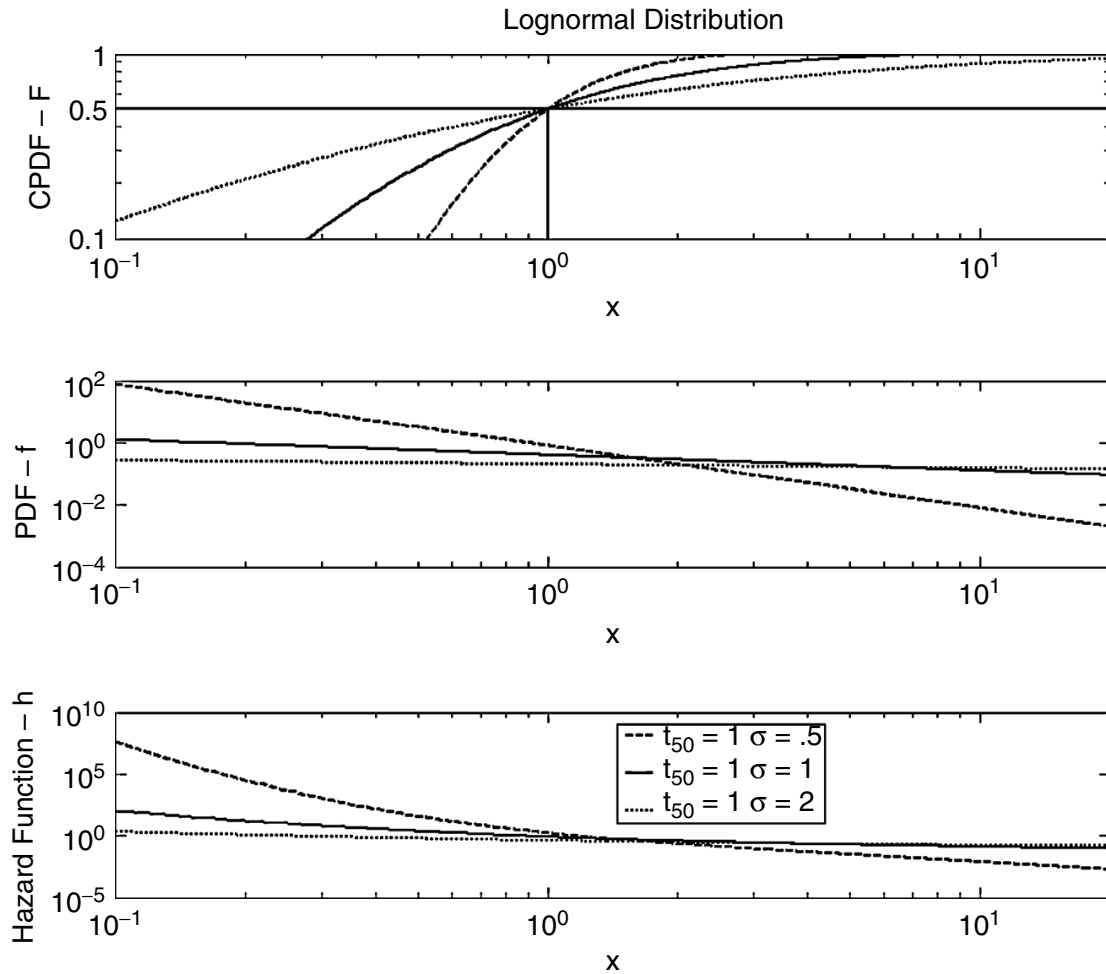 Lognormal Distribution
CPDF – F
1
0.5
0.1
10⁻¹
10⁰
10¹
x
PDF – f
10²
10⁰
10⁻²
10⁻⁴
10⁻¹
10⁰
10¹
x
Hazard Function – h
10¹⁰
10⁵
10⁰
10⁻⁵
t₅₀ = 1 σ = .5
t₅₀ = 1 σ = 1
t₅₀ = 1 σ = 2
10⁻¹
10⁰
10¹
x